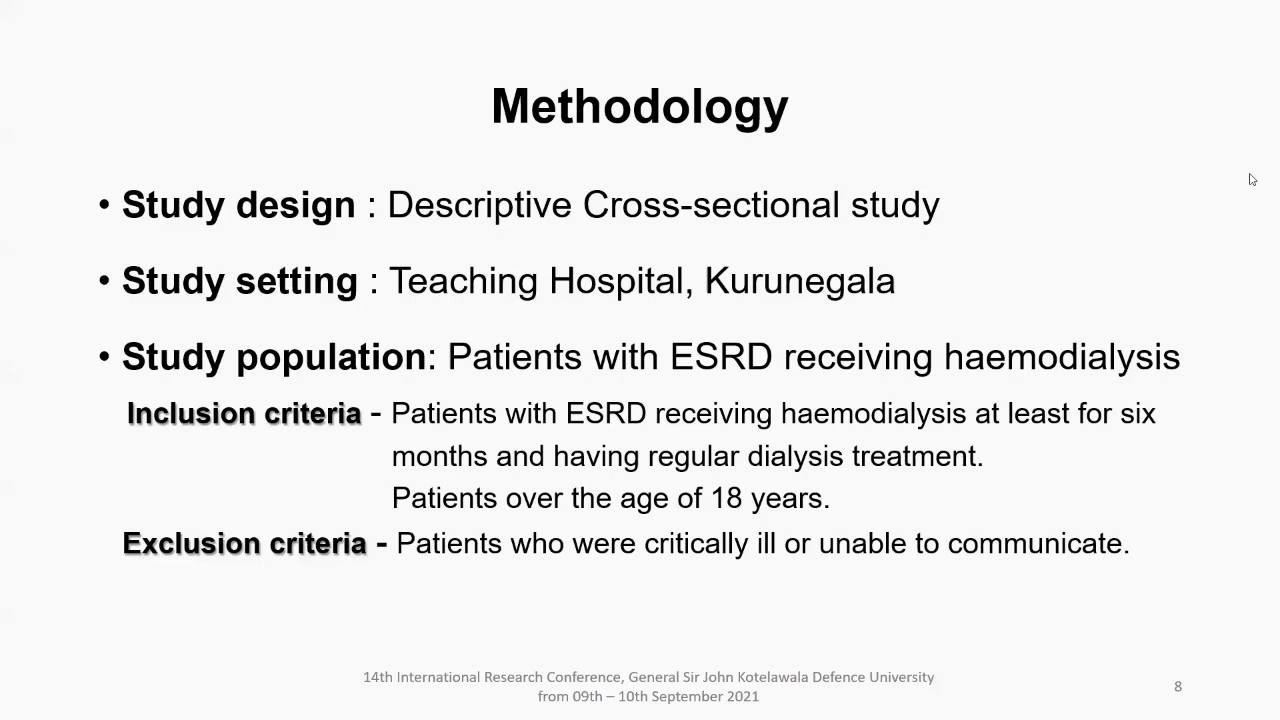 Methodology
• Study design : Descriptive Cross-sectional study
• Study setting : Teaching Hospital, Kurunegala
• Study population: Patients with ESRD receiving haemodialysis
Inclusion criteria - Patients with ESRD receiving haemodialysis at least for six
months and having regular dialysis treatment.
Patients over the age of 18 years.
Exclusion criteria - Patients who were critically ill or unable to communicate.
14th International Research Conference, General Sir John Kotelawala Defence University
from 09th – 10th September 2021
8